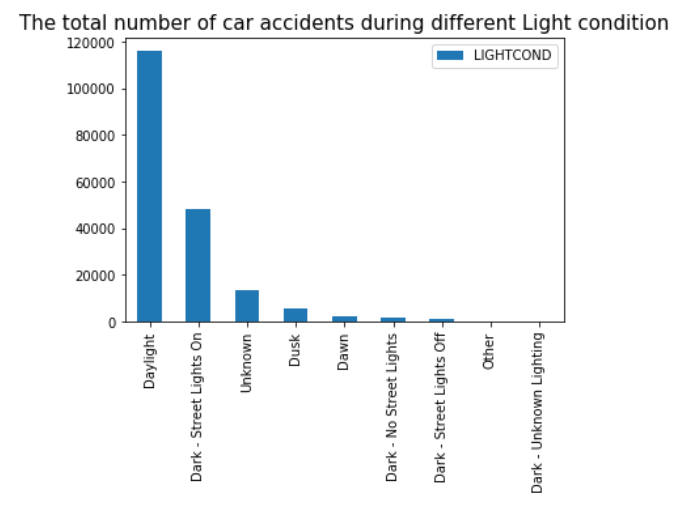 The total number of car accidents during different Light condition
120000
100000
80000
60000
40000
20000
0
LIGHTCOND
Daylight
Dark - Street Lights On
Unknown
Dusk
Dawn
Dark - No Street Lights
Dark - Street Lights Off
Other
Dark - Unknown Lighting